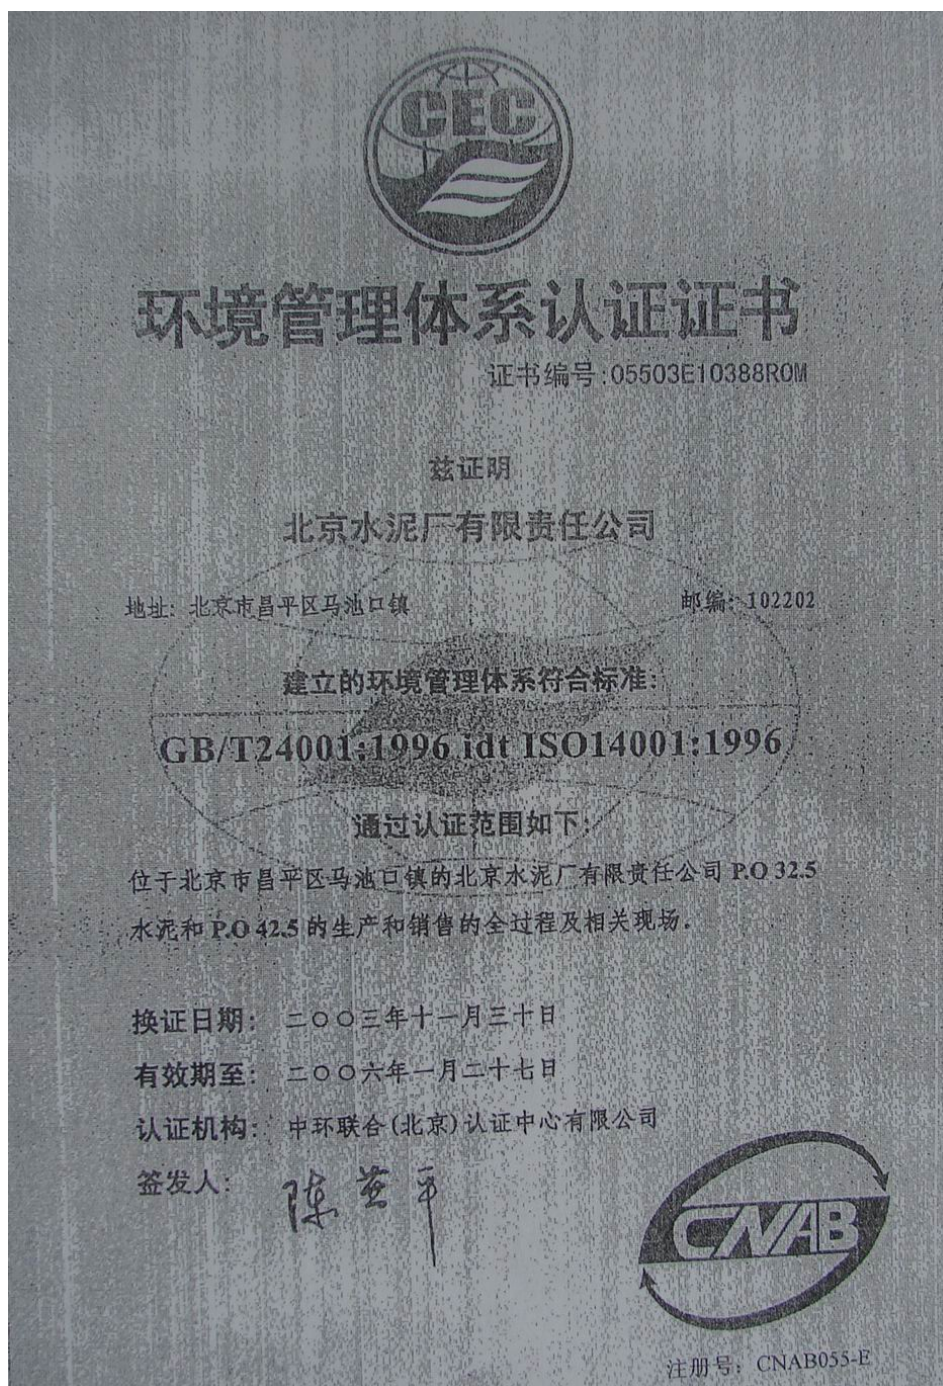 CEC
环境管理体系认证证书
证书编号:05503E10388ROM
兹证明
北京水泥厂有限责任公司
地址: 北京市昌平区马池口镇 邮编: 102202
建立的环境管理体系符合标准:
GB/T24001:1996 idt ISO14001:1996
通过认证范围如下:
位于北京市昌平区马池口镇的北京水泥厂有限责任公司 P.O 32.5
水泥和 P.O 42.5 的生产和销售的全过程及相关现场.
换证日期: 二〇〇三年十一月三十日
有效期至: 二〇〇六年一月二十七日
认证机构: 中环联合(北京)认证中心有限公司
签发人: 陈燕平
CNAB
注册号: CNAB055-E